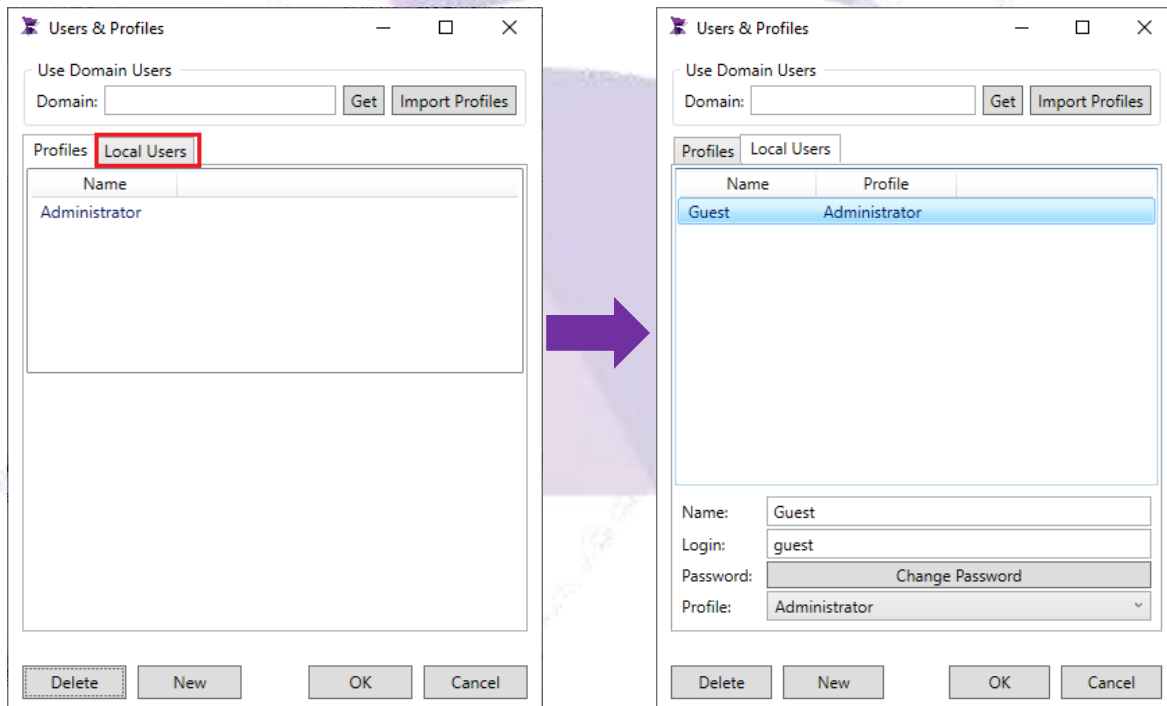 Users & Profiles
Use Domain Users
Domain: Get Import Profiles
Profiles Local Users
Name
Administrator
Delete New OK Cancel
Users & Profiles
Use Domain Users
Domain: Get Import Profiles
Profiles Local Users
Name Profile
Guest Administrator
Name: Guest
Login: guest
Password: Change Password
Profile: Administrator
Delete New OK Cancel